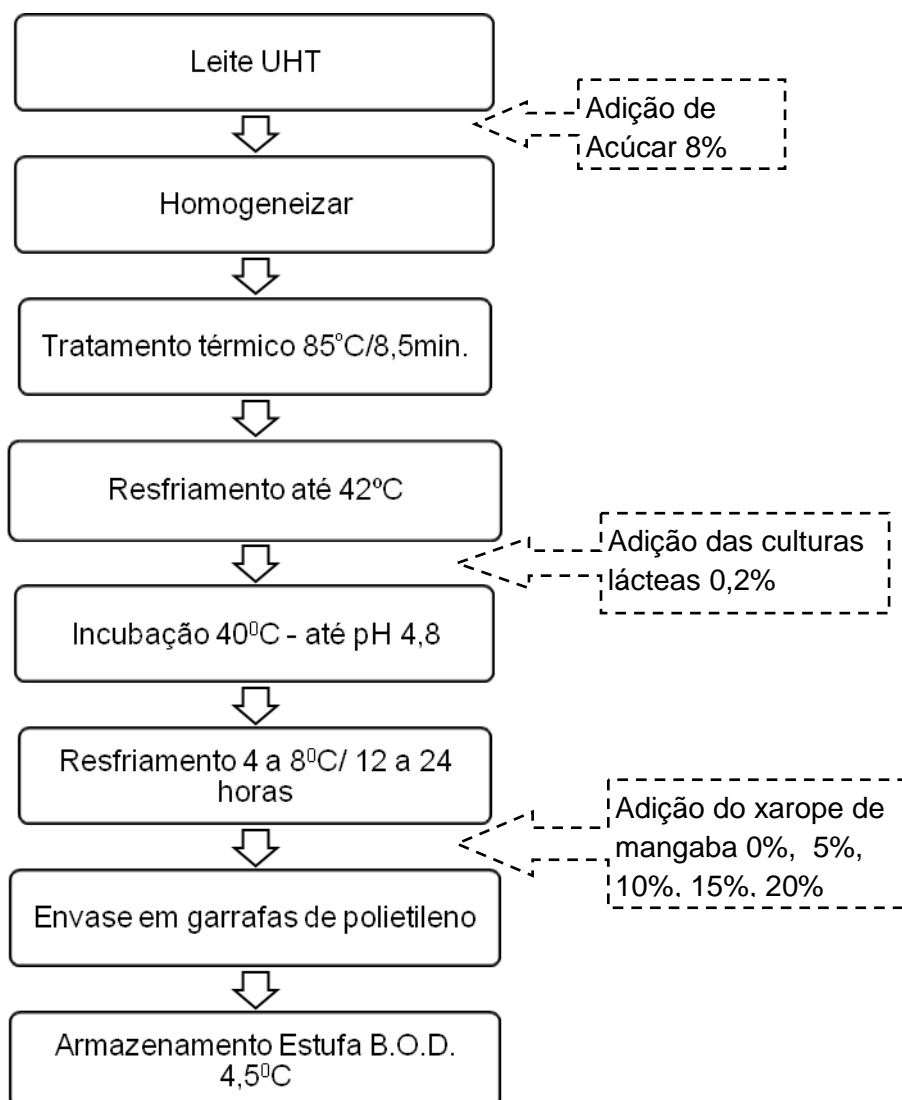 Leite UHT
Adição de
Acúcar 8%
Homogeneizar
Tratamento térmico 85°C/8,5min.
Resfriamento até 42ºC
Adição das culturas
lácteas 0,2%
Incubação 40⁰C - até pH 4,8
Resfriamento 4 a 8⁰C/ 12 a 24
horas
Adição do xarope de
mangaba 0%, 5%,
10%. 15%. 20%
Envase em garrafas de polietileno
Armazenamento Estufa B.O.D.
4,5⁰C